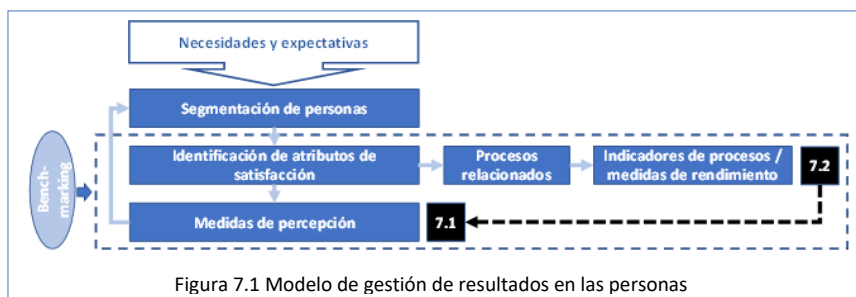 Necesidades y expectativas
Segmentación de personas
Bench-
marking
Identificación de atributos de
satisfacción
Procesos
relacionados
Indicadores de procesos /
medidas de rendimiento
7.2
Medidas de percepción
7.1
Figura 7.1 Modelo de gestión de resultados en las personas